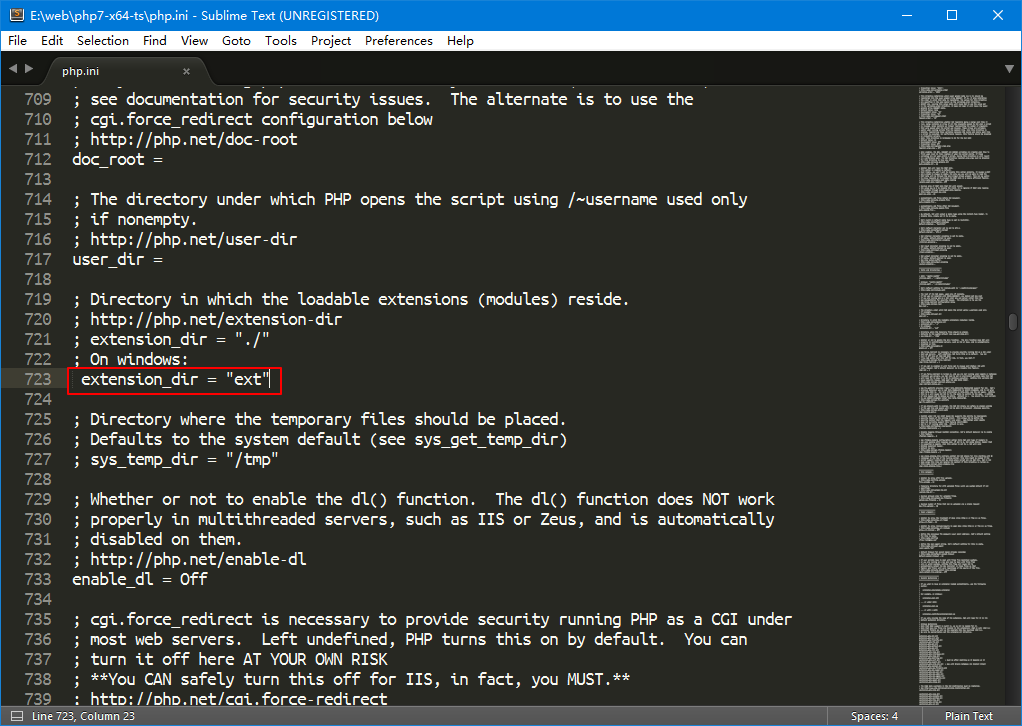 E:\web\php7-x64-ts\php.ini - Sublime Text (UNREGISTERED)
File Edit Selection Find View Goto Tools Project Preferences Help
php.ini
709 ; see documentation for security issues.  The alternate is to use the
710 ; cgi.force_redirect configuration below
711 ; http://php.net/doc-root
712 doc_root =
713
714 ; The directory under which PHP opens the script using /~username used only
715 ; if nonempty.
716 ; http://php.net/user-dir
717 user_dir =
718
719 ; Directory in which the loadable extensions (modules) reside.
720 ; http://php.net/extension-dir
721 ; extension_dir = "./"
722 ; On windows:
723  extension_dir = "ext"
724
725 ; Directory where the temporary files should be placed.
726 ; Defaults to the system default (see sys_get_temp_dir)
727 ; sys_temp_dir = "/tmp"
728
729 ; Whether or not to enable the dl() function.  The dl() function does NOT work
730 ; properly in multithreaded servers, such as IIS or Zeus, and is automatically
731 ; disabled on them.
732 ; http://php.net/enable-dl
733 enable_dl = Off
734
735 ; cgi.force_redirect is necessary to provide security running PHP as a CGI under
736 ; most web servers.  Left undefined, PHP turns this on by default.  You can
737 ; turn it off here AT YOUR OWN RISK
738 ; **You CAN safely turn this off for IIS, in fact, you MUST.**
739 ; http://php.net/cgi.force-redirect
Line 723, Column 23 Spaces: 4 Plain Text